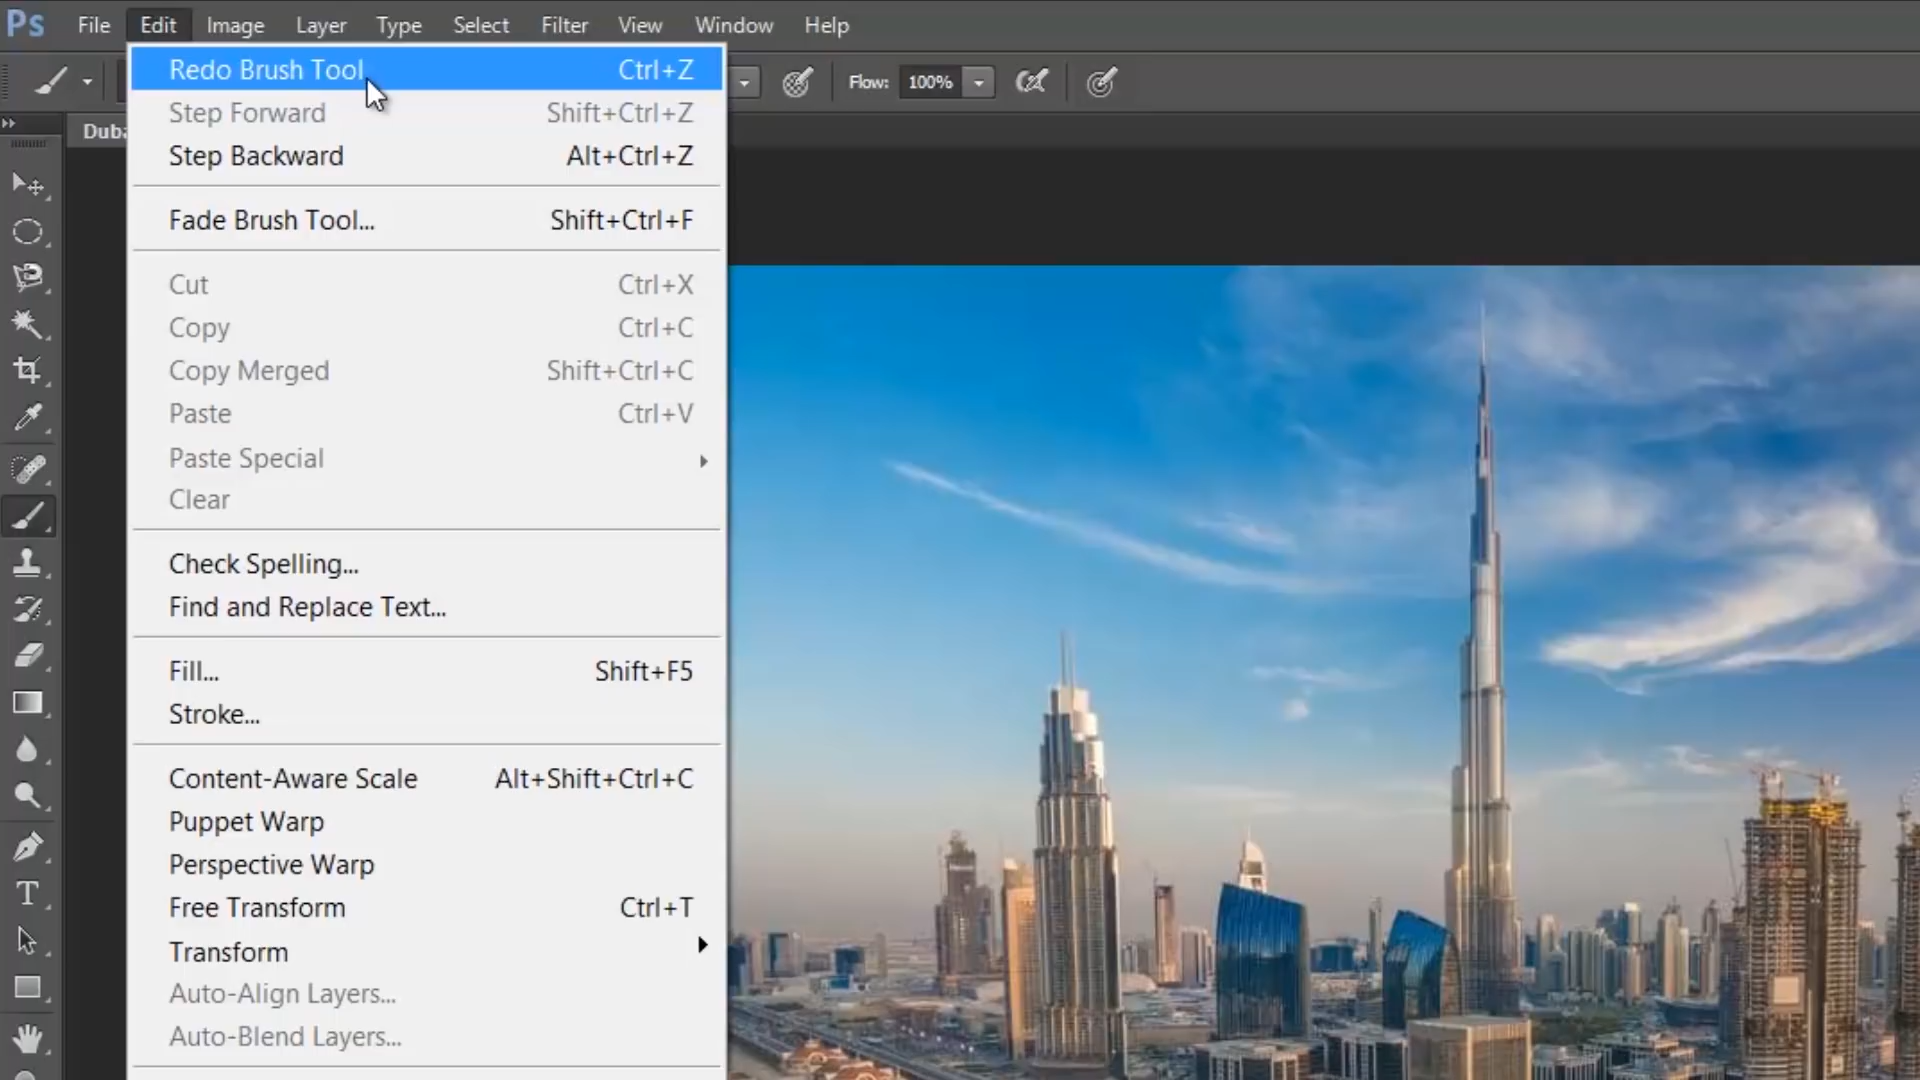 Ps File Edit Image Layer Type Select Filter View Window Help
Flow: 100%
Redo Brush Tool Ctrl+Z
Step Forward Shift+Ctrl+Z
Duba
Step Backward Alt+Ctrl+Z
Fade Brush Tool... Shift+Ctrl+F
Cut Ctrl+X
Copy Ctrl+C
Copy Merged Shift+Ctrl+C
Paste Ctrl+V
Paste Special
Clear
Check Spelling...
Find and Replace Text...
Fill... Shift+F5
Stroke...
Content-Aware Scale Alt+Shift+Ctrl+C
Puppet Warp
Perspective Warp
Free Transform Ctrl+T
Transform
Auto-Align Layers...
Auto-Blend Layers...